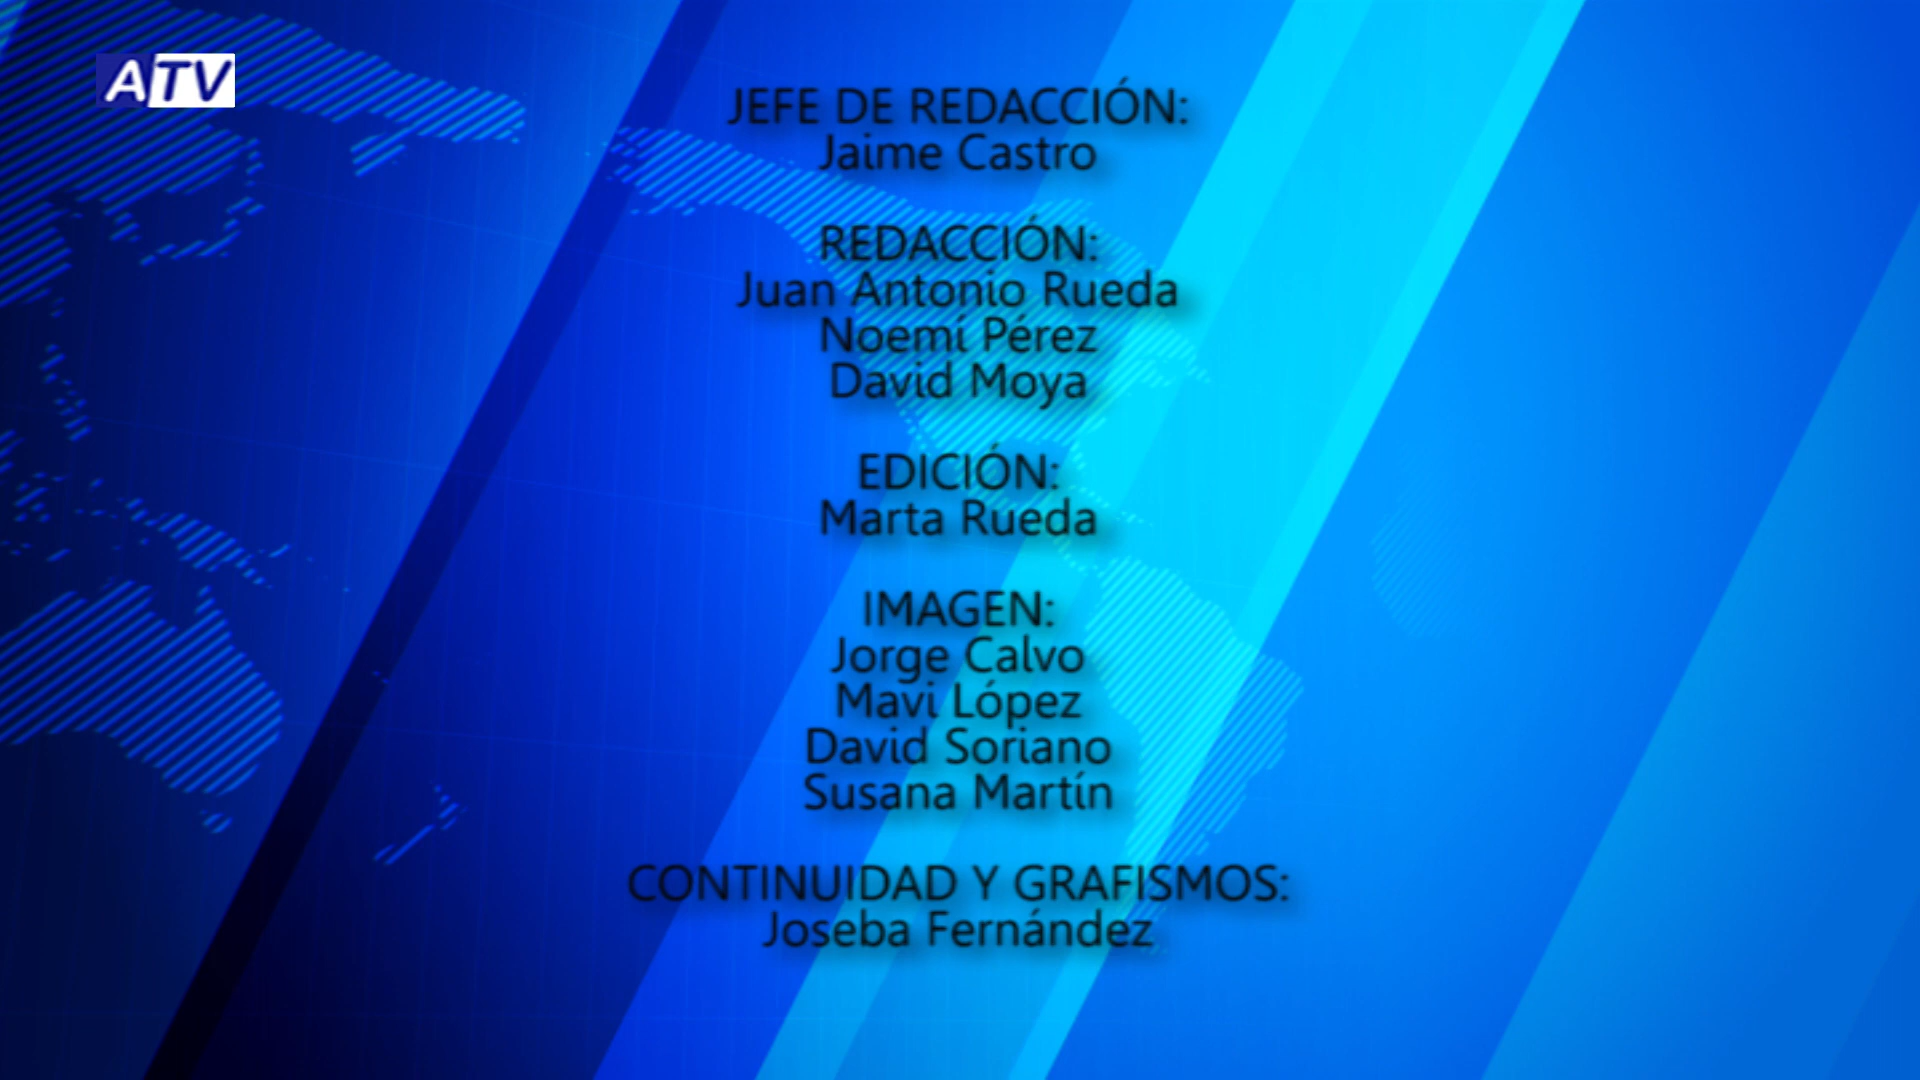 ATV
JEFE DE REDACCIÓN:
Jaime Castro
REDACCIÓN:
Juan Antonio Rueda
Noemí Pérez
David Moya
EDICIÓN:
Marta Rueda
IMAGEN:
Jorge Calvo
Mavi López
David Soriano
Susana Martín
CONTINUIDAD Y GRAFISMOS:
Joseba Fernández